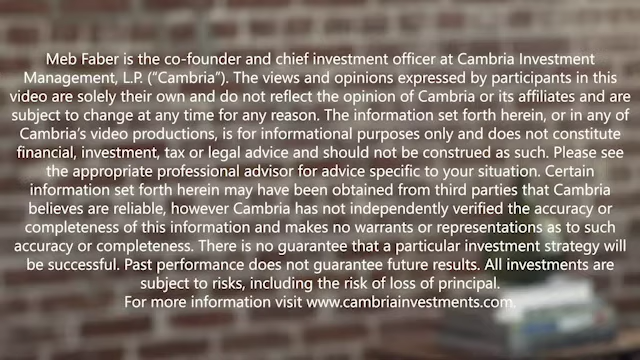 Meb Faber is the co-founder and chief investment officer at Cambria Investment
Management, L.P. (“Cambria”). The views and opinions expressed by participants in this
video are solely their own and do not reflect the opinion of Cambria or its affiliates and are
subject to change at any time for any reason. The information set forth herein, or in any of
Cambria’s video productions, is for informational purposes only and does not constitute
financial, investment, tax or legal advice and should not be construed as such. Please see
the appropriate professional advisor for advice specific to your situation. Certain
information set forth herein may have been obtained from third parties that Cambria
believes are reliable, however Cambria has not independently verified the accuracy or
completeness of this information and makes no warrants or representations as to such
accuracy or completeness. There is no guarantee that a particular investment strategy will
be successful. Past performance does not guarantee future results. All investments are
subject to risks, including the risk of loss of principal.
For more information visit www.cambriainvestments.com.